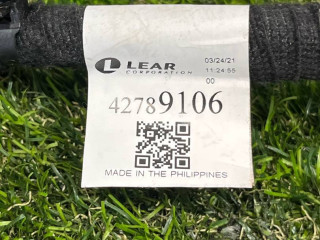 LEAR
CORPORATION
03/24/21
11:24:55
00
42789106
MADE IN THE PHILIPPINES